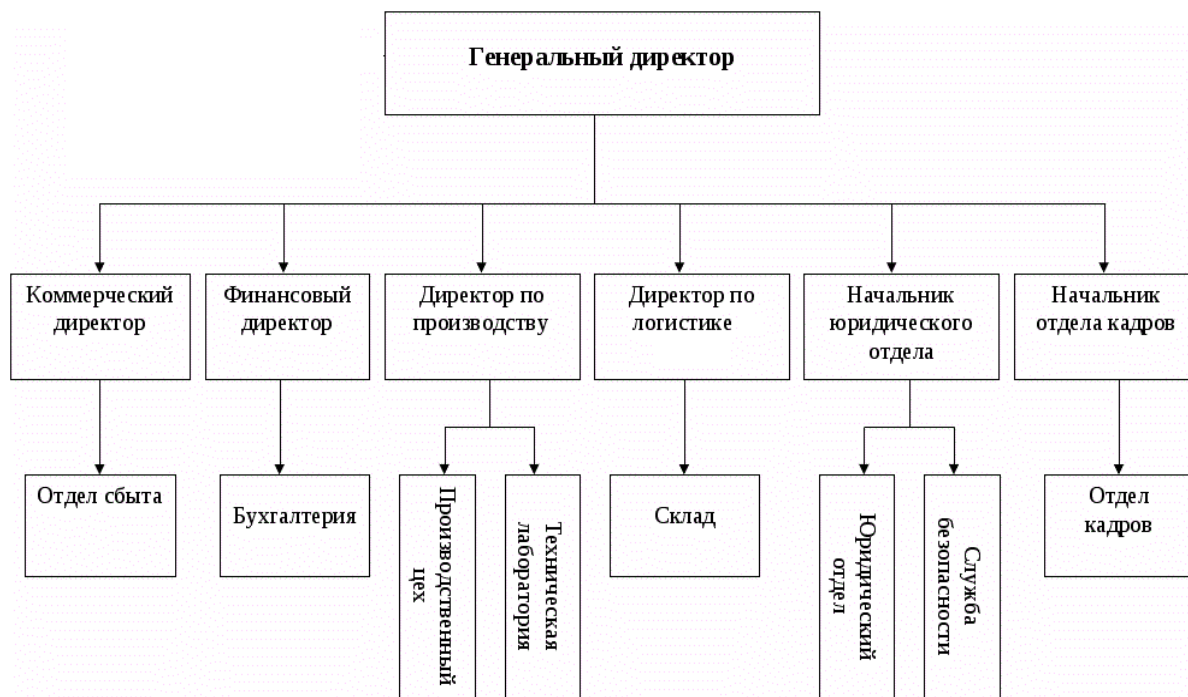 Генеральный директор
Коммерческий
директор
Финансовый
директор
Директор по
производству
Директор по
логистике
Начальник
юридического
отдела
Начальник
отдела кадров
Отдел сбыта
Бухгалтерия
Производственный
цех
Техническая
лаборатория
Склад
Юридический
отдел
Служба
безопасности
Отдел
кадров